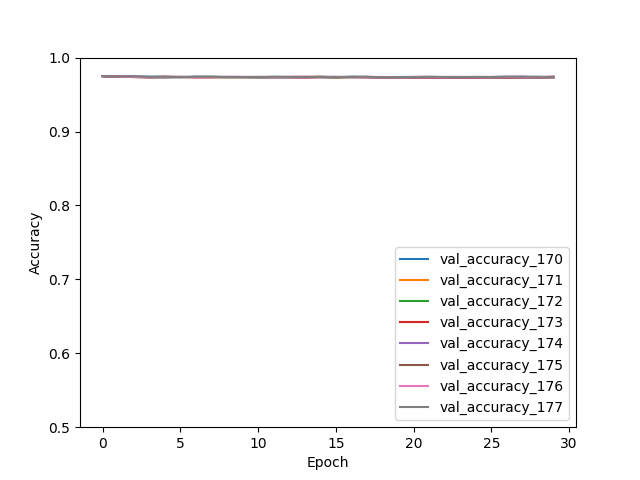 1.0
0.9
0.8
0.7
0.6
0.5
Accuracy
val_accuracy_170
val_accuracy_171
val_accuracy_172
val_accuracy_173
val_accuracy_174
val_accuracy_175
val_accuracy_176
val_accuracy_177
0 5 10 15 20 25 30
Epoch